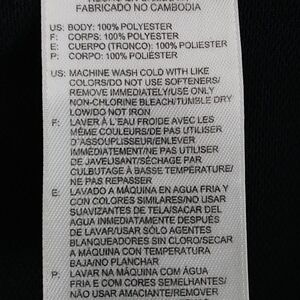 FABRICADO NO CAMBODIA
US: BODY: 100% POLYESTER
F: CORPS: 100% POLYESTER
E: CUERPO (TRONCO): 100% POLIESTER
P: CORPO: 100% POLIÉSTER
US: MACHINE WASH COLD WITH LIKE
COLORS/DO NOT USE SOFTENERS/
REMOVE IMMEDIATELY/USE ONLY
NON-CHLORINE BLEACH/TUMBLE DRY
LOW/DO NOT IRON
F: LAVER À L'EAU FROIDE AVEC LES
MÊME COULEURS/DE PAS UTILISER
D'ASSOUPLISSEUR/ENLEVER
IMMÉDIATEMENT/NE PAS UTILISER
DE JAVELISANT/SÉCHAGE PAR
CULBUTAGE À BASSE TEMPÉRATURE/
NE PAS REPASSER
E: LAVADO A MÁQUINA EN AGUA FRIA Y
CON COLORES SIMILARES/NO USAR
SUAVIZANTES DE TELA/SACAR DEL
AGUA INMEDIATAMENTE DESPUÉS
DE LAVAR/USAR SÓLO AGENTES
BLANQUEADORES SIN CLORO/SECAR
A MÁQUINA CON TEMPERATURA
BAJA/NO PLANCHAR
P: LAVAR NA MÁQUINA COM ÁGUA
FRIA E COM CORES SEMELHANTES/
NÃO USAR AMACIANTE/REMOVER